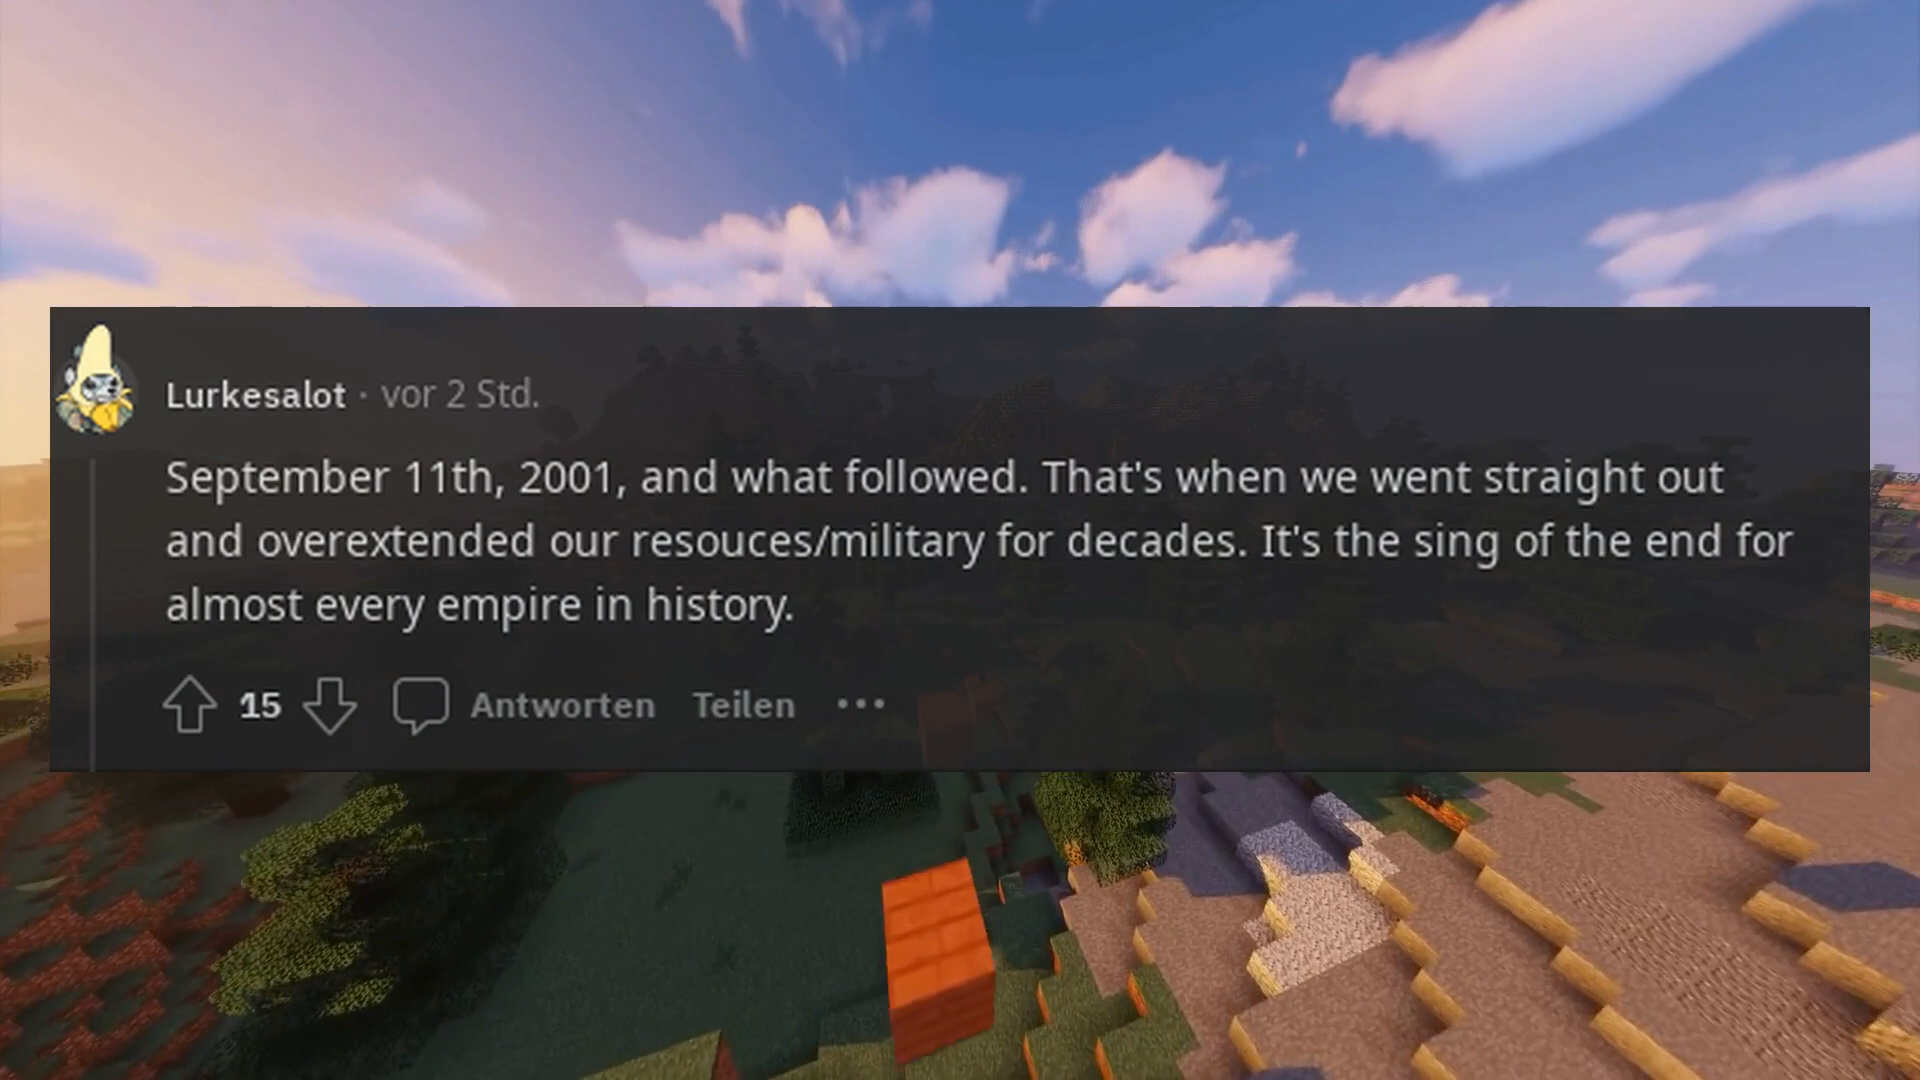 Lurkesalot · vor 2 Std.
September 11th, 2001, and what followed. That's when we went straight out
and overextended our resouces/military for decades. It's the sing of the end for
almost every empire in history.
15 Antworten Teilen ···